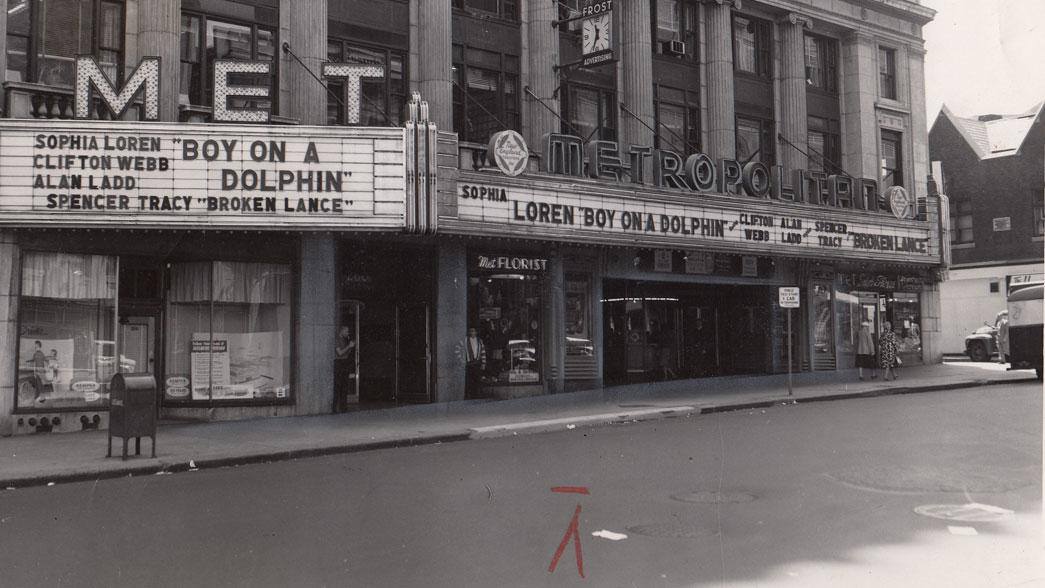 FROST
ADVERTISING
MET
SOPHIA LOREN "BOY ON A
CLIFTON WEBB
ALAN LADD DOLPHIN"
SPENCER TRACY "BROKEN LANCE"
METROPOLITAN
SOPHIA
LOREN "BOY ON A DOLPHIN"
CLIFTON WEBB
ALAN LADD
SPENCER TRACY
"BROKEN LANCE"
Met FLORIST